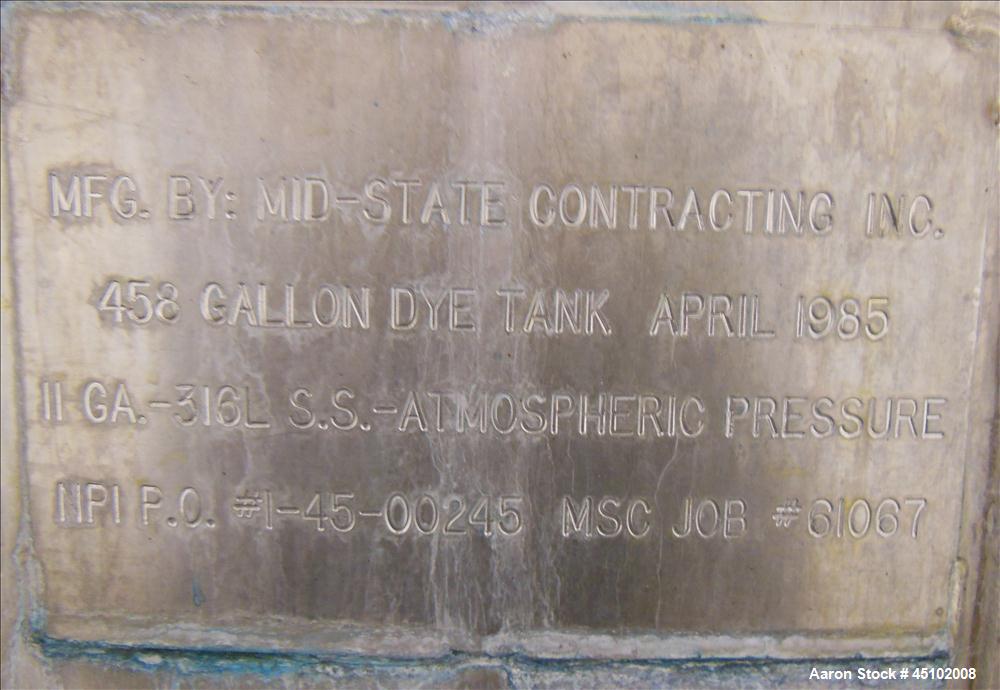 MFG. BY: MID-STATE CONTRACTING INC.
458 GALLON DYE TANK APRIL 1985
11 GA.-316L S.S.-ATMOSPHERIC PRESSURE
NPI P.O. #1-45-00245 MSC JOB #61067
Aaron Stock # 45102008